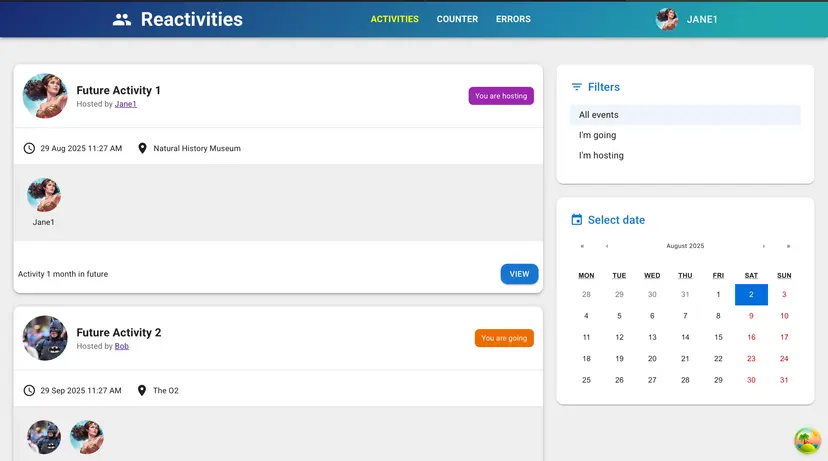 Reactivities
ACTIVITIES COUNTER ERRORS
JANE1
Future Activity 1
Hosted by Jane1
You are hosting
29 Aug 2025 11:27 AM Natural History Museum
Jane1
Activity 1 month in future
VIEW
Future Activity 2
Hosted by Bob
You are going
29 Sep 2025 11:27 AM The O2
Filters
All events
I'm going
I'm hosting
Select date
« ‹ August 2025 › »
MON TUE WED THU FRI SAT SUN
28 29 30 31 1 2 3
4 5 6 7 8 9 10
11 12 13 14 15 16 17
18 19 20 21 22 23 24
25 26 27 28 29 30 31